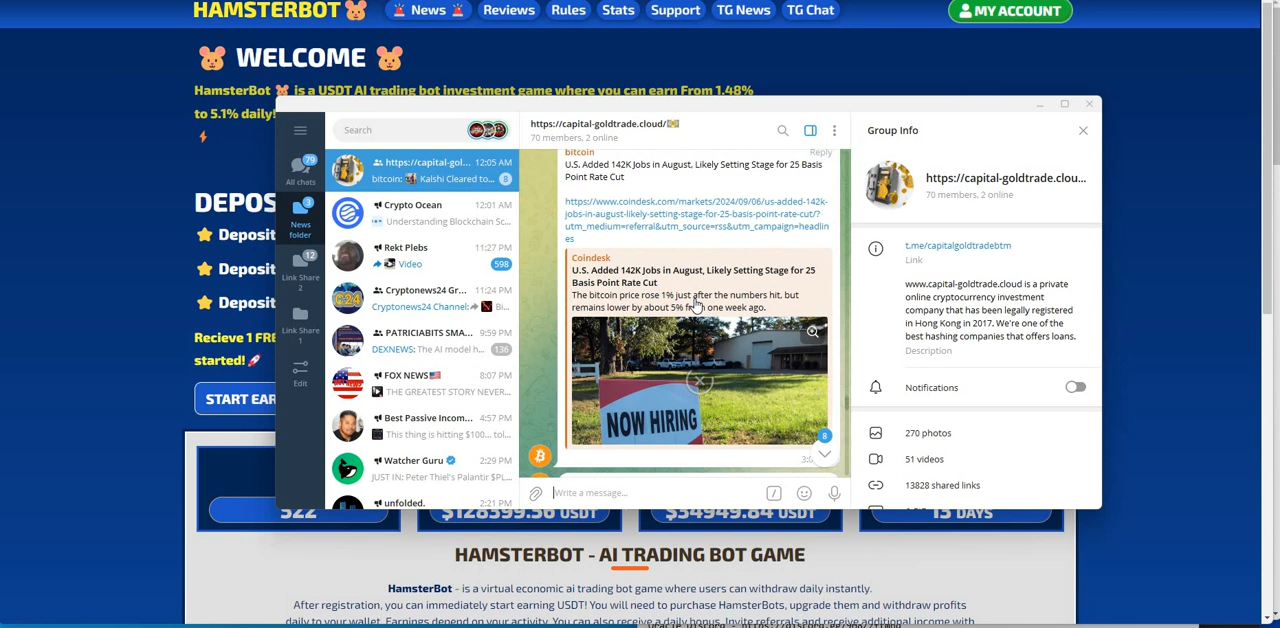 HAMSTERBOT🐹
🚨 News 🚨
Reviews
Rules
Stats
Support
TG News
TG Chat
MY ACCOUNT
🐹 WELCOME 🐹
HamsterBot 🐹 is a USDT AI trading bot investment game where you can earn From 1.48%
to 5.1% daily!
⚡
DEPOS
⭐ Deposit
⭐ Deposit
⭐ Deposit
Recieve 1 FRE
started!🚀
START EAR
79
All chats
3
News
folder
12
Link Share
2
Link Share
1
Edit
Search
https://capital-gol... 12:05 AM
bitcoin: Kalshi Cleared to... 8
Crypto Ocean 12:01 AM
Understanding Blockchain Sc...
Rekt Plebs 11:27 PM
Video 598
Cryptonews24 Gr... 11:24 PM
Cryptonews24 Channel: Bi...
PATRICIABITS SMA... 9:59 PM
DEXNEWS: The AI model h... 136
FOX NEWS🇺🇸 8:07 PM
THE GREATEST STORY NEVER...
Best Passive Incom... 4:57 PM
This thing is hitting $100... tol...
Watcher Guru 2:29 PM
JUST IN: Peter Thiel's Palantir $PL...
unfolded. 2:21 PM
C24
https://capital-goldtrade.cloud/
70 members, 2 online
bitcoin Reply
U.S. Added 142K Jobs in August, Likely Setting Stage for 25 Basis
Point Rate Cut
https://www.coindesk.com/markets/2024/09/06/us-added-142k-
jobs-in-august-likely-setting-stage-for-25-basis-point-rate-cut/?
utm_medium=referral&utm_source=rss&utm_campaign=headlin
es
Coindesk
U.S. Added 142K Jobs in August, Likely Setting Stage for 25
Basis Point Rate Cut
The bitcoin price rose 1% just after the numbers hit, but
remains lower by about 5% from one week ago.
NOW HIRING
8
Write a message...
Group Info
https://capital-goldtrade.clou...
70 members, 2 online
t.me/capitalgoldtradebtm
Link
www.capital-goldtrade.cloud is a private
online cryptocurrency investment
company that has been legally registered
in Hong Kong in 2017. We're one of the
best hashing companies that offers loans.
Description
Notifications
270 photos
51 videos
13828 shared links
522
$128599.56 USDT
$54949.84 USDT
15 DAYS
HAMSTERBOT - AI TRADING BOT GAME
HamsterBot - is a virtual economic ai trading bot game where users can withdraw daily instantly.
After registration, you can immediately start earning USDT! You will need to purchase HamsterBots, upgrade them and withdraw profits
daily to your wallet. Earnings depend on your activity. You can also receive a daily bonus. Invite referrals and receive additional income with